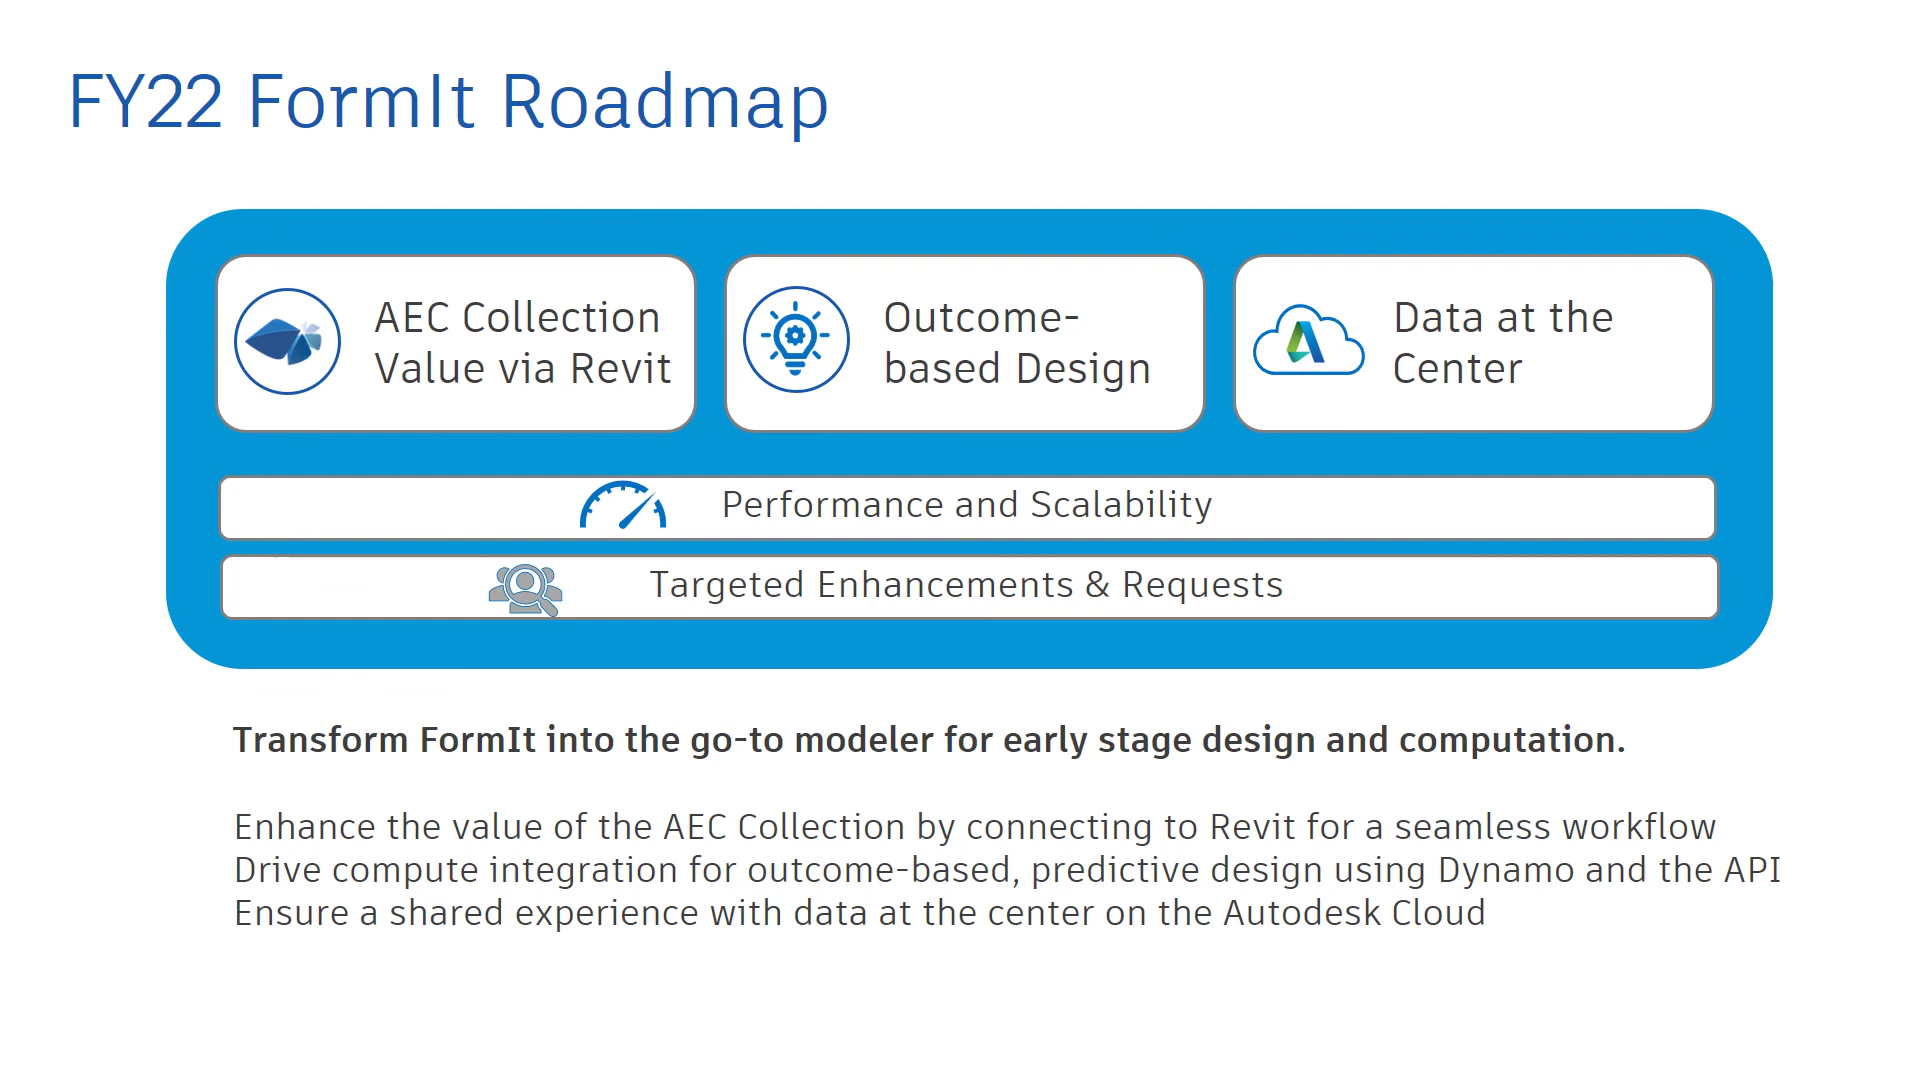 FY22 FormIt Roadmap
AEC Collection
Value via Revit
Outcome-
based Design
Data at the
Center
Performance and Scalability
Targeted Enhancements & Requests
Transform FormIt into the go-to modeler for early stage design and computation.
Enhance the value of the AEC Collection by connecting to Revit for a seamless workflow
Drive compute integration for outcome-based, predictive design using Dynamo and the API
Ensure a shared experience with data at the center on the Autodesk Cloud